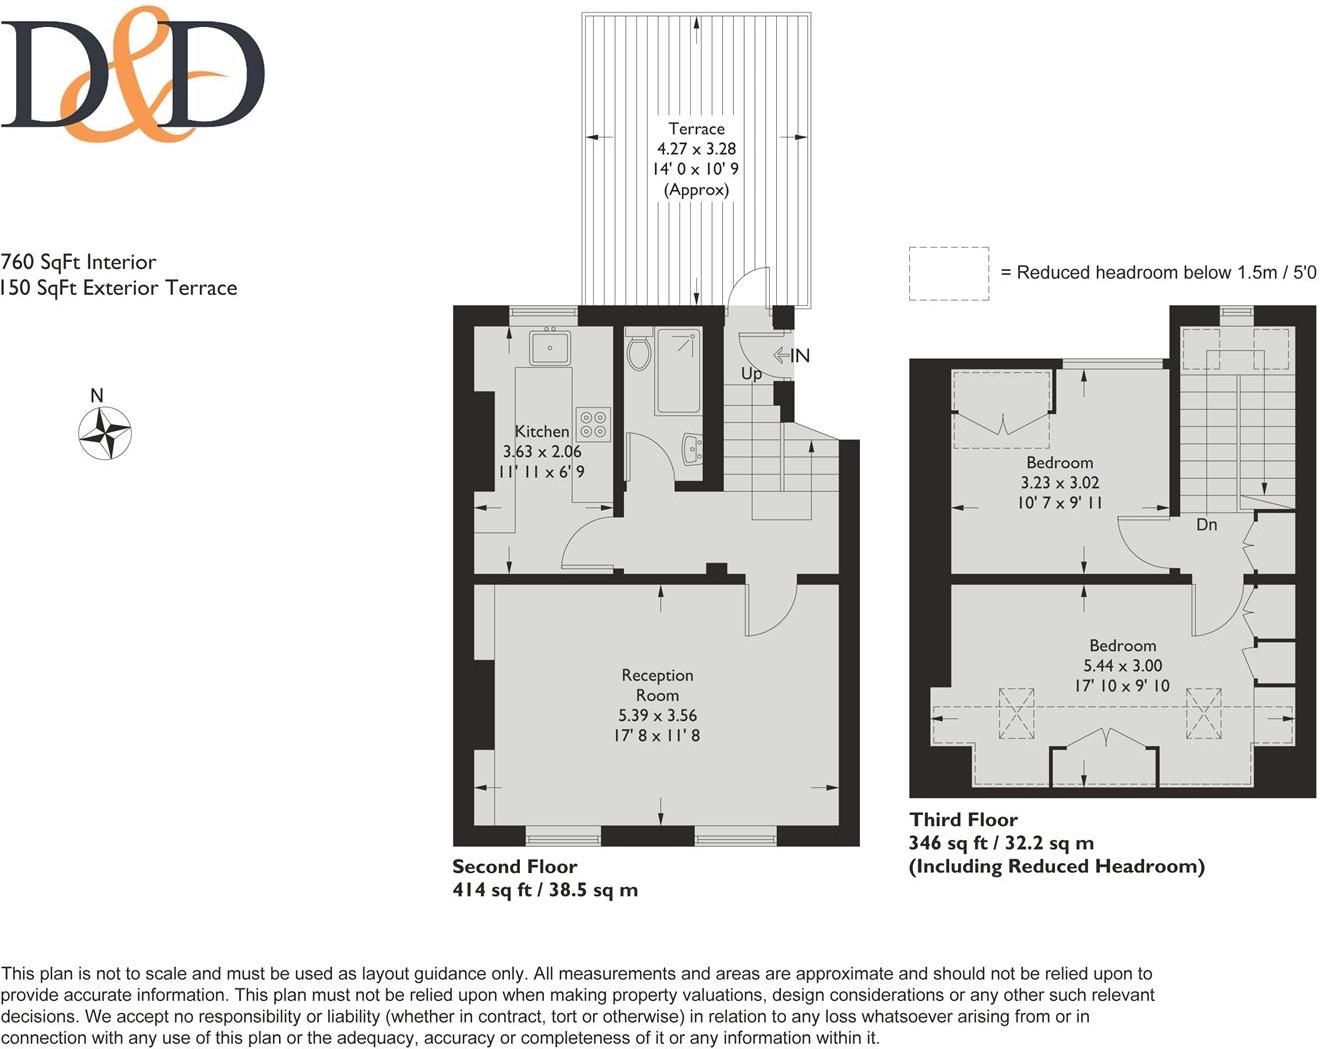 D&D
760 SqFt Interior
150 SqFt Exterior Terrace
N
Terrace
4.27 x 3.28
14' 0 x 10' 9
(Approx)
= Reduced headroom below 1.5m / 5'0
IN
Up
Kitchen
3.63 x 2.06
11' 11 x 6' 9
Reception
Room
5.39 x 3.56
17' 8 x 11' 8
Second Floor
414 sq ft / 38.5 sq m
Bedroom
3.23 x 3.02
10' 7 x 9' 11
Dn
Bedroom
5.44 x 3.00
17' 10 x 9' 10
Third Floor
346 sq ft / 32.2 sq m
(Including Reduced Headroom)
This plan is not to scale and must be used as layout guidance only. All measurements and areas are approximate and should not be relied upon to
provide accurate information. This plan must not be relied upon when making property valuations, design considerations or any other such relevant
decisions. We accept no responsibility or liability (whether in contract, tort or otherwise) in relation to any loss whatsoever arising from or in
connection with any use of this plan or the adequacy, accuracy or completeness of it or any information within it.